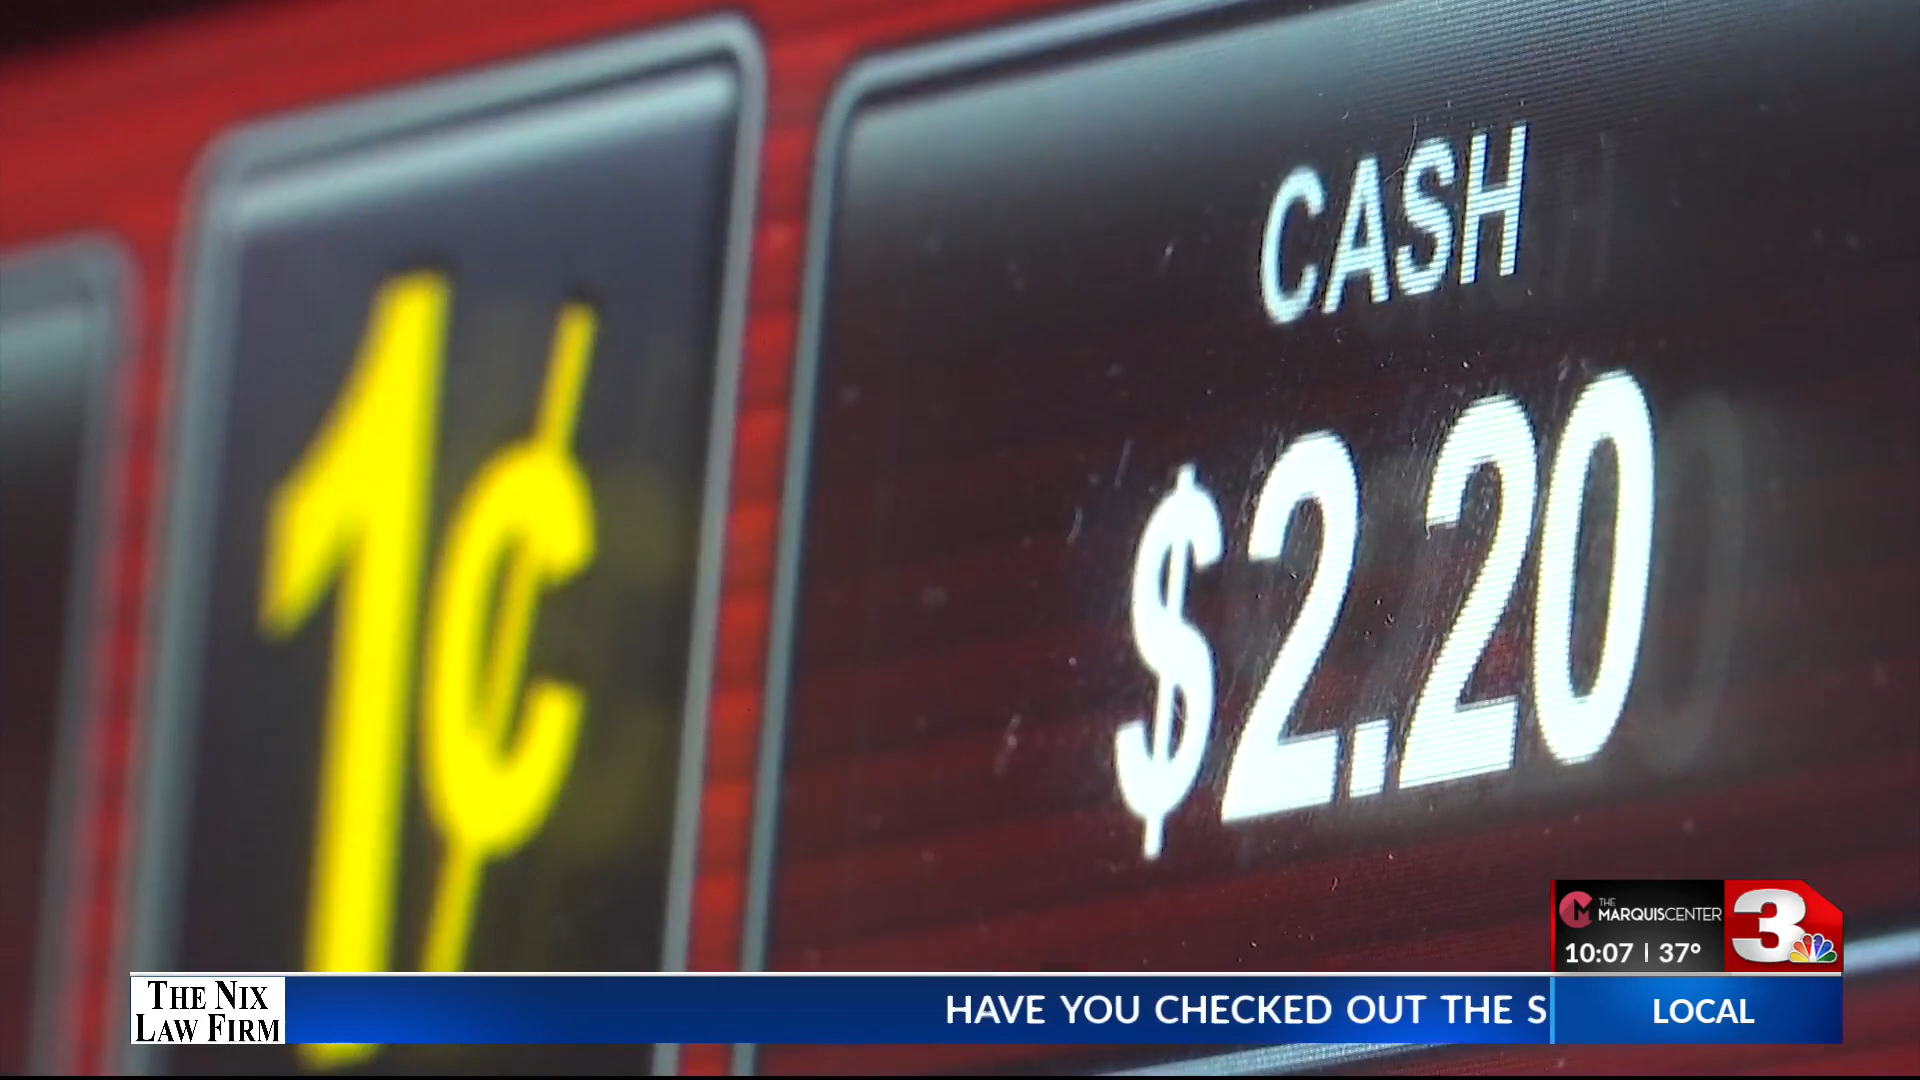 1¢
CASH
$2.20
THE
MARQUISCENTER
10:07 | 37°
3
THE NIX
LAW FIRM
HAVE YOU CHECKED OUT THE S
LOCAL